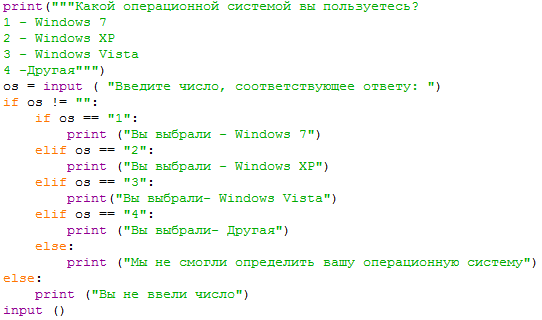 print("""Какой операционной системой вы пользуетесь?
1 - Windows 7
2 - Windows XP
3 - Windows Vista
4 -Другая""")
os = input ( "Введите число, соответствующее ответу: ")
if os != "":
    if os == "1":
        print ("Вы выбрали - Windows 7")
    elif os == "2":
        print ("Вы выбрали - Windows XP")
    elif os == "3":
        print("Вы выбрали- Windows Vista")
    elif os == "4":
        print ("Вы выбрали- Другая")
    else:
        print ("Мы не смогли определить вашу операционную систему")
else:
    print ("Вы не ввели число")
input ()